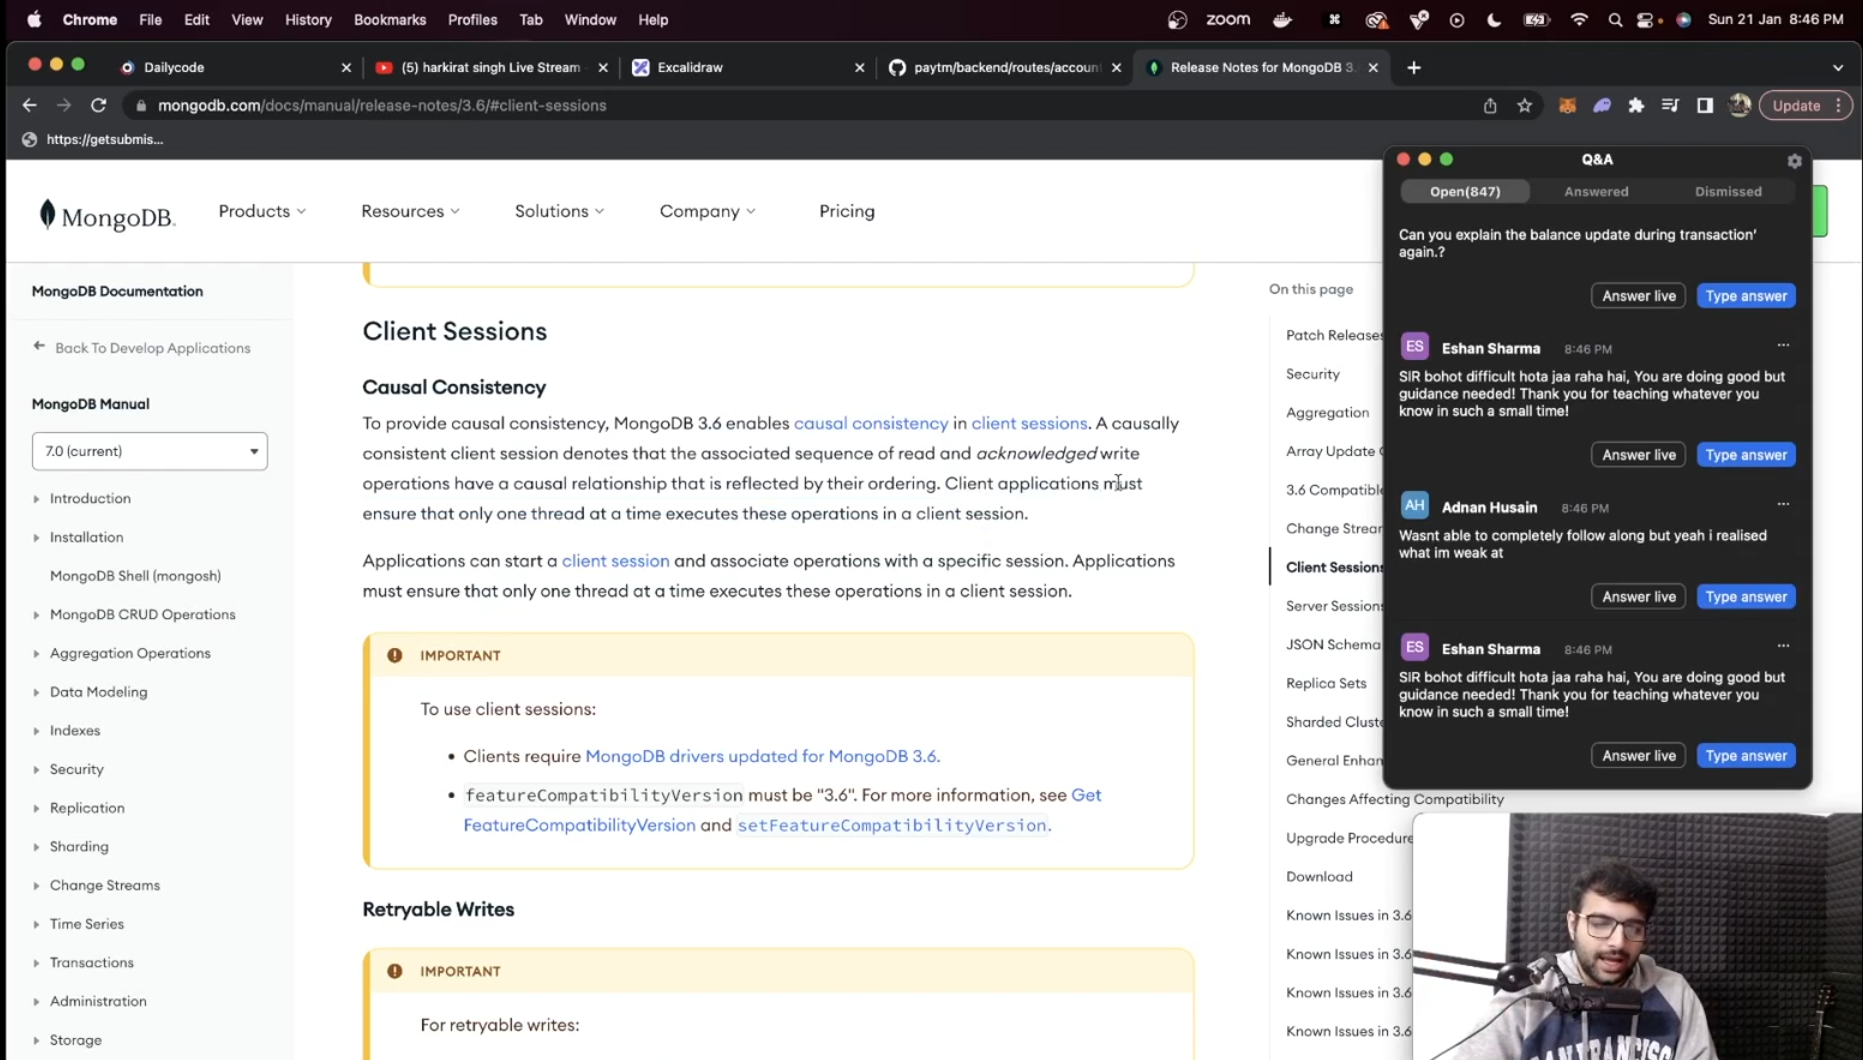 Chrome File Edit View History Bookmarks Profiles Tab Window Help zoom Sun 21 Jan 8:46 PM
Dailycode (5) harkirat singh Live Stream Excalidraw paytm/backend/routes/accoun Release Notes for MongoDB 3.
mongodb.com/docs/manual/release-notes/3.6/#client-sessions Update
https://getsubmis...
MongoDB. Products Resources Solutions Company Pricing
MongoDB Documentation
Back To Develop Applications
MongoDB Manual
7.0 (current)
Introduction
Installation
MongoDB Shell (mongosh)
MongoDB CRUD Operations
Aggregation Operations
Data Modeling
Indexes
Security
Replication
Sharding
Change Streams
Time Series
Transactions
Administration
Storage
Client Sessions
Causal Consistency
To provide causal consistency, MongoDB 3.6 enables causal consistency in client sessions. A causally
consistent client session denotes that the associated sequence of read and acknowledged write
operations have a causal relationship that is reflected by their ordering. Client applications must
ensure that only one thread at a time executes these operations in a client session.
Applications can start a client session and associate operations with a specific session. Applications
must ensure that only one thread at a time executes these operations in a client session.
IMPORTANT
To use client sessions:
• Clients require MongoDB drivers updated for MongoDB 3.6.
• featureCompatibilityVersion must be "3.6". For more information, see Get
FeatureCompatibilityVersion and setFeatureCompatibilityVersion.
Retryable Writes
IMPORTANT
For retryable writes:
On this page
Patch Releases
Security
Aggregation
Array Update
3.6 Compatible
Change Strear
Client Sessions
Server Sessions
JSON Schema
Replica Sets
Sharded Cluste
General Enhan
Changes Affecting Compatibility
Upgrade Procedure
Download
Known Issues in 3.6
Known Issues in 3.6
Known Issues in 3.6
Known Issues in 3.6
Q&A
Open(847) Answered Dismissed
Can you explain the balance update during transaction'
again.?
Answer live Type answer
ES Eshan Sharma 8:46 PM
SIR bohot difficult hota jaa raha hai, You are doing good but
guidance needed! Thank you for teaching whatever you
know in such a small time!
Answer live Type answer
AH Adnan Husain 8:46 PM
Wasnt able to completely follow along but yeah i realised
what im weak at
Answer live Type answer
ES Eshan Sharma 8:46 PM
SIR bohot difficult hota jaa raha hai, You are doing good but
guidance needed! Thank you for teaching whatever you
know in such a small time!
Answer live Type answer